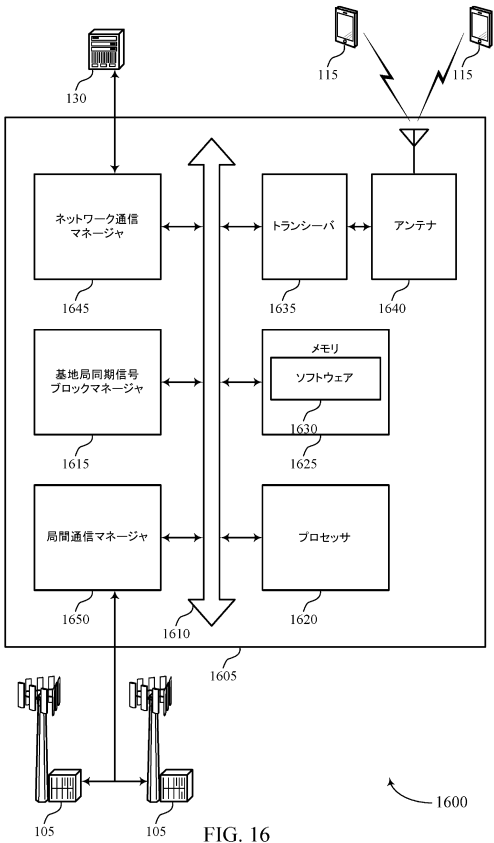 115
115
130
ネットワーク通信
マネージャ
1645
トランシーバ
1635
アンテナ
1640
基地局同期信号
ブロックマネージャ
1615
メモリ
ソフトウェア
1630
1625
局間通信マネージャ
1650
プロセッサ
1620
1610
1605
105
105
1600
FIG. 16